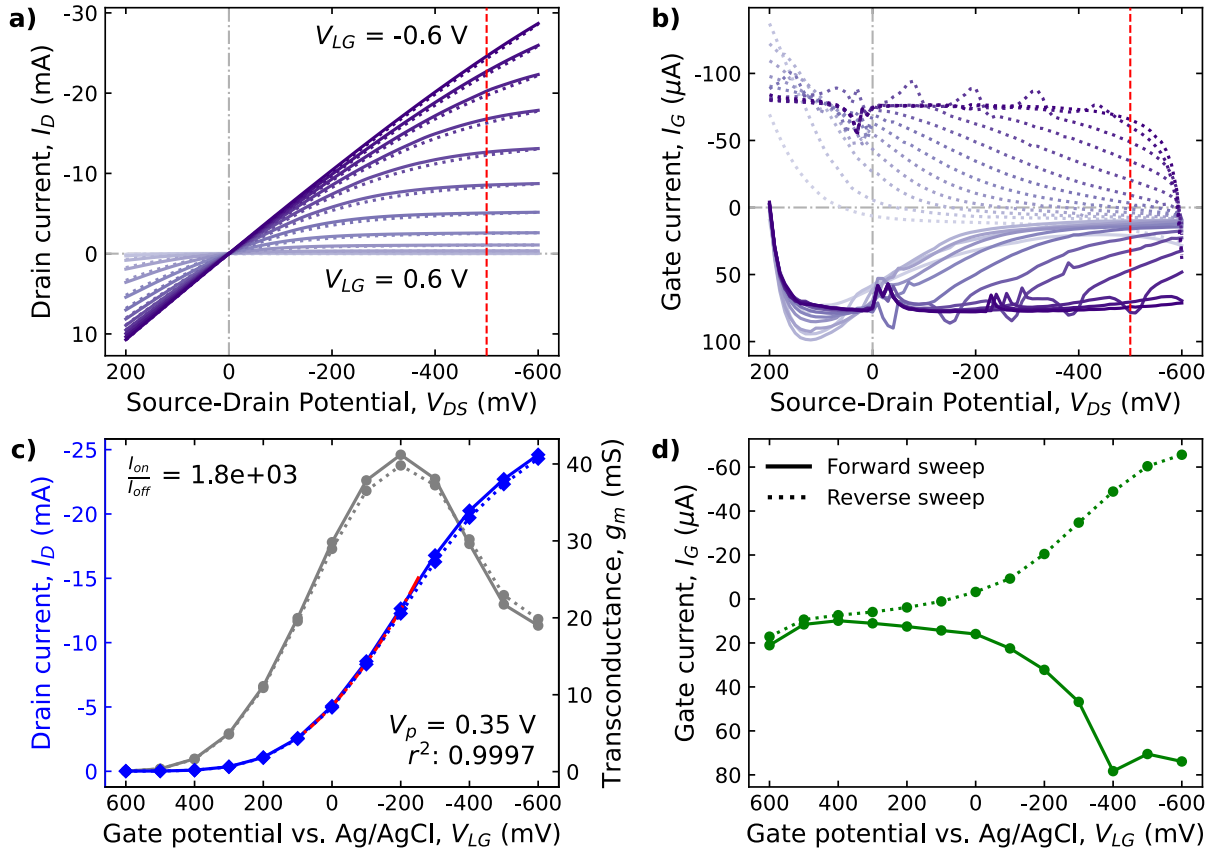 a)
-30
-20
-10
0
10
Drain current, I_D (mA)
V_LG = -0.6 V
V_LG = 0.6 V
200 0 -200 -400 -600
Source-Drain Potential, V_DS (mV)
b)
-100
-50
0
50
100
Gate current, I_G (μA)
200 0 -200 -400 -600
Source-Drain Potential, V_DS (mV)
c)
-25
-20
-15
-10
-5
0
Drain current, I_D (mA)
I_on
I_off
= 1.8e+03
V_p = 0.35 V
r²: 0.9997
40
30
20
10
0
Transconductance, g_m (mS)
600 400 200 0 -200 -400 -600
Gate potential vs. Ag/AgCl, V_LG (mV)
d)
-60
-40
-20
0
20
40
60
80
Gate current, I_G (μA)
Forward sweep
Reverse sweep
600 400 200 0 -200 -400 -600
Gate potential vs. Ag/AgCl, V_LG (mV)